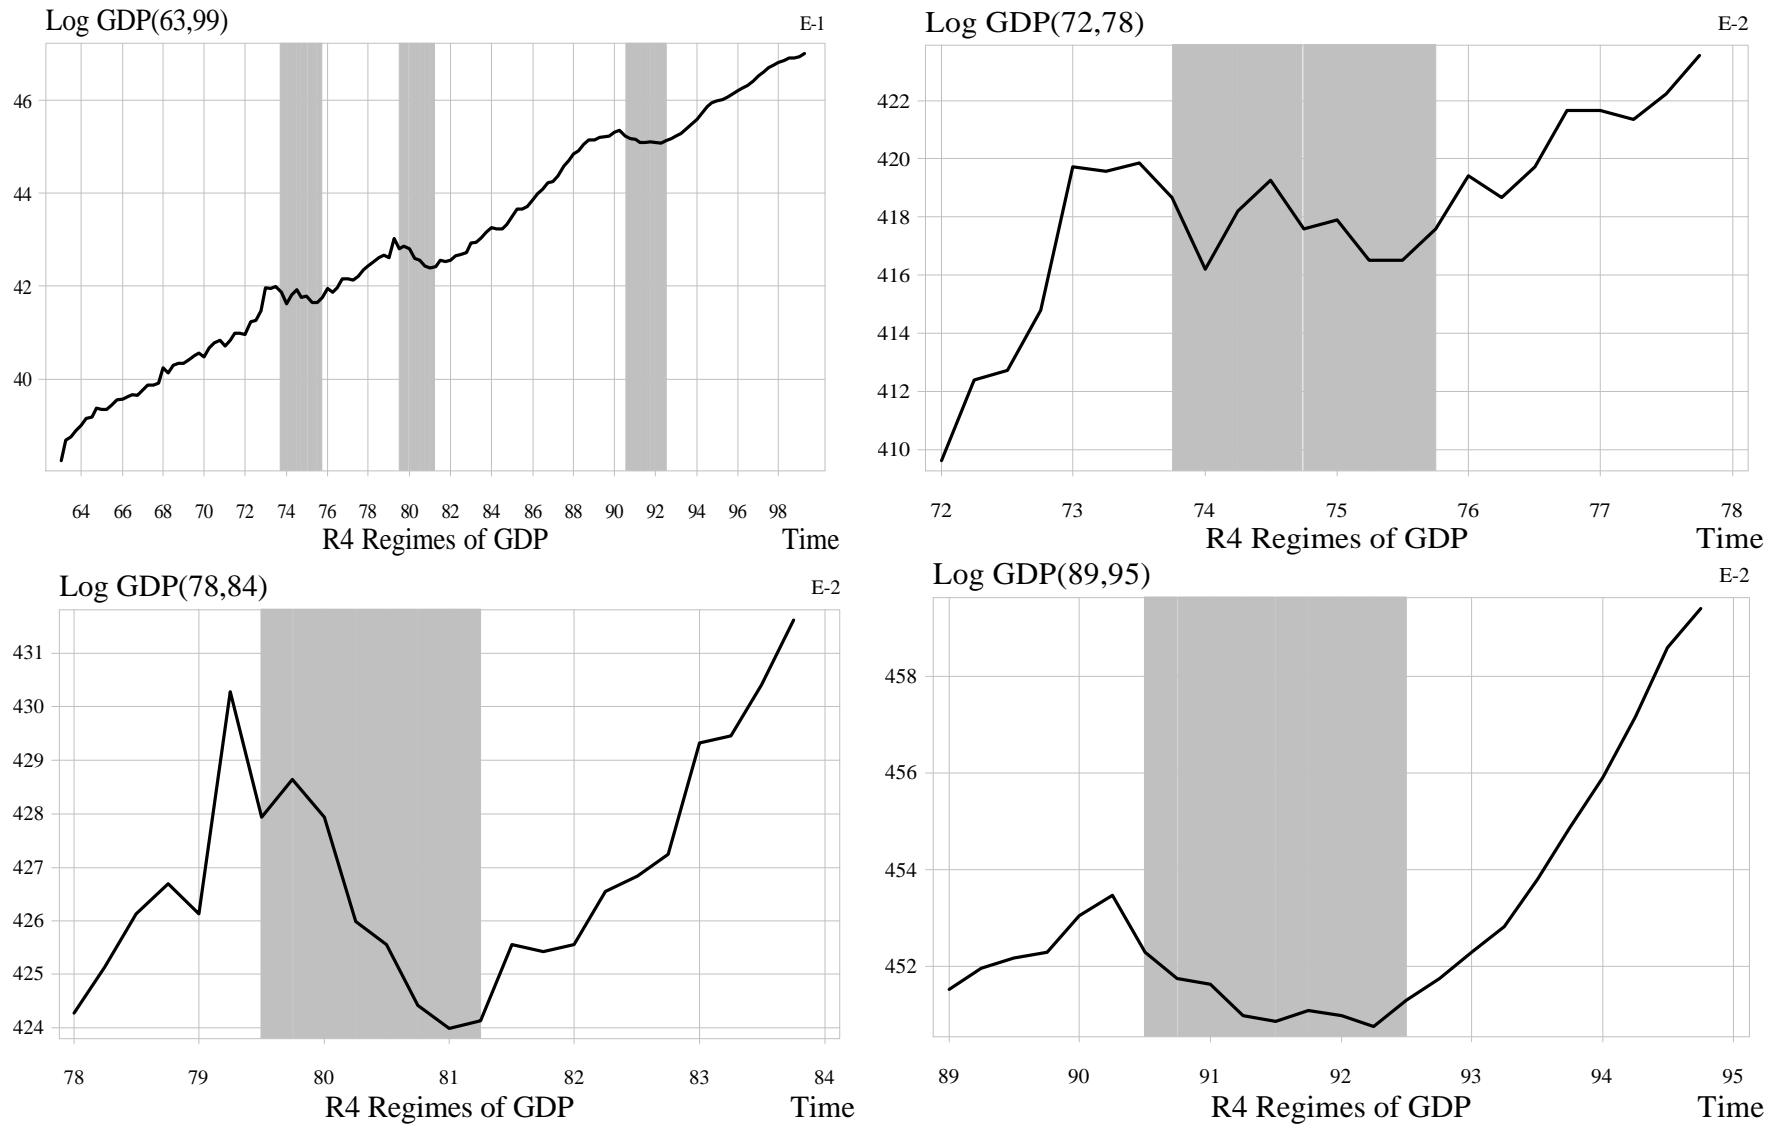 Log GDP(63,99) E-1
46
44
42
40
64 66 68 70 72 74 76 78 80 82 84 86 88 90 92 94 96 98
R4 Regimes of GDP Time
Log GDP(72,78) E-2
422
420
418
416
414
412
410
72 73 74 75 76 77 78
R4 Regimes of GDP Time
Log GDP(78,84) E-2
431
430
429
428
427
426
425
424
78 79 80 81 82 83 84
R4 Regimes of GDP Time
Log GDP(89,95) E-2
458
456
454
452
89 90 91 92 93 94 95
R4 Regimes of GDP Time